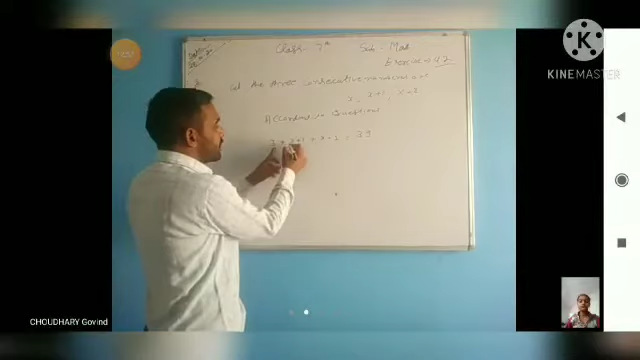 Class - 7th Sub - Mat
Exercise 4.2
Let the three consecutive numbers are
x, x+1, x+2
According to Question
x + x+1 + x+2 = 39
KINEMASTER
CHOUDHARY Govind